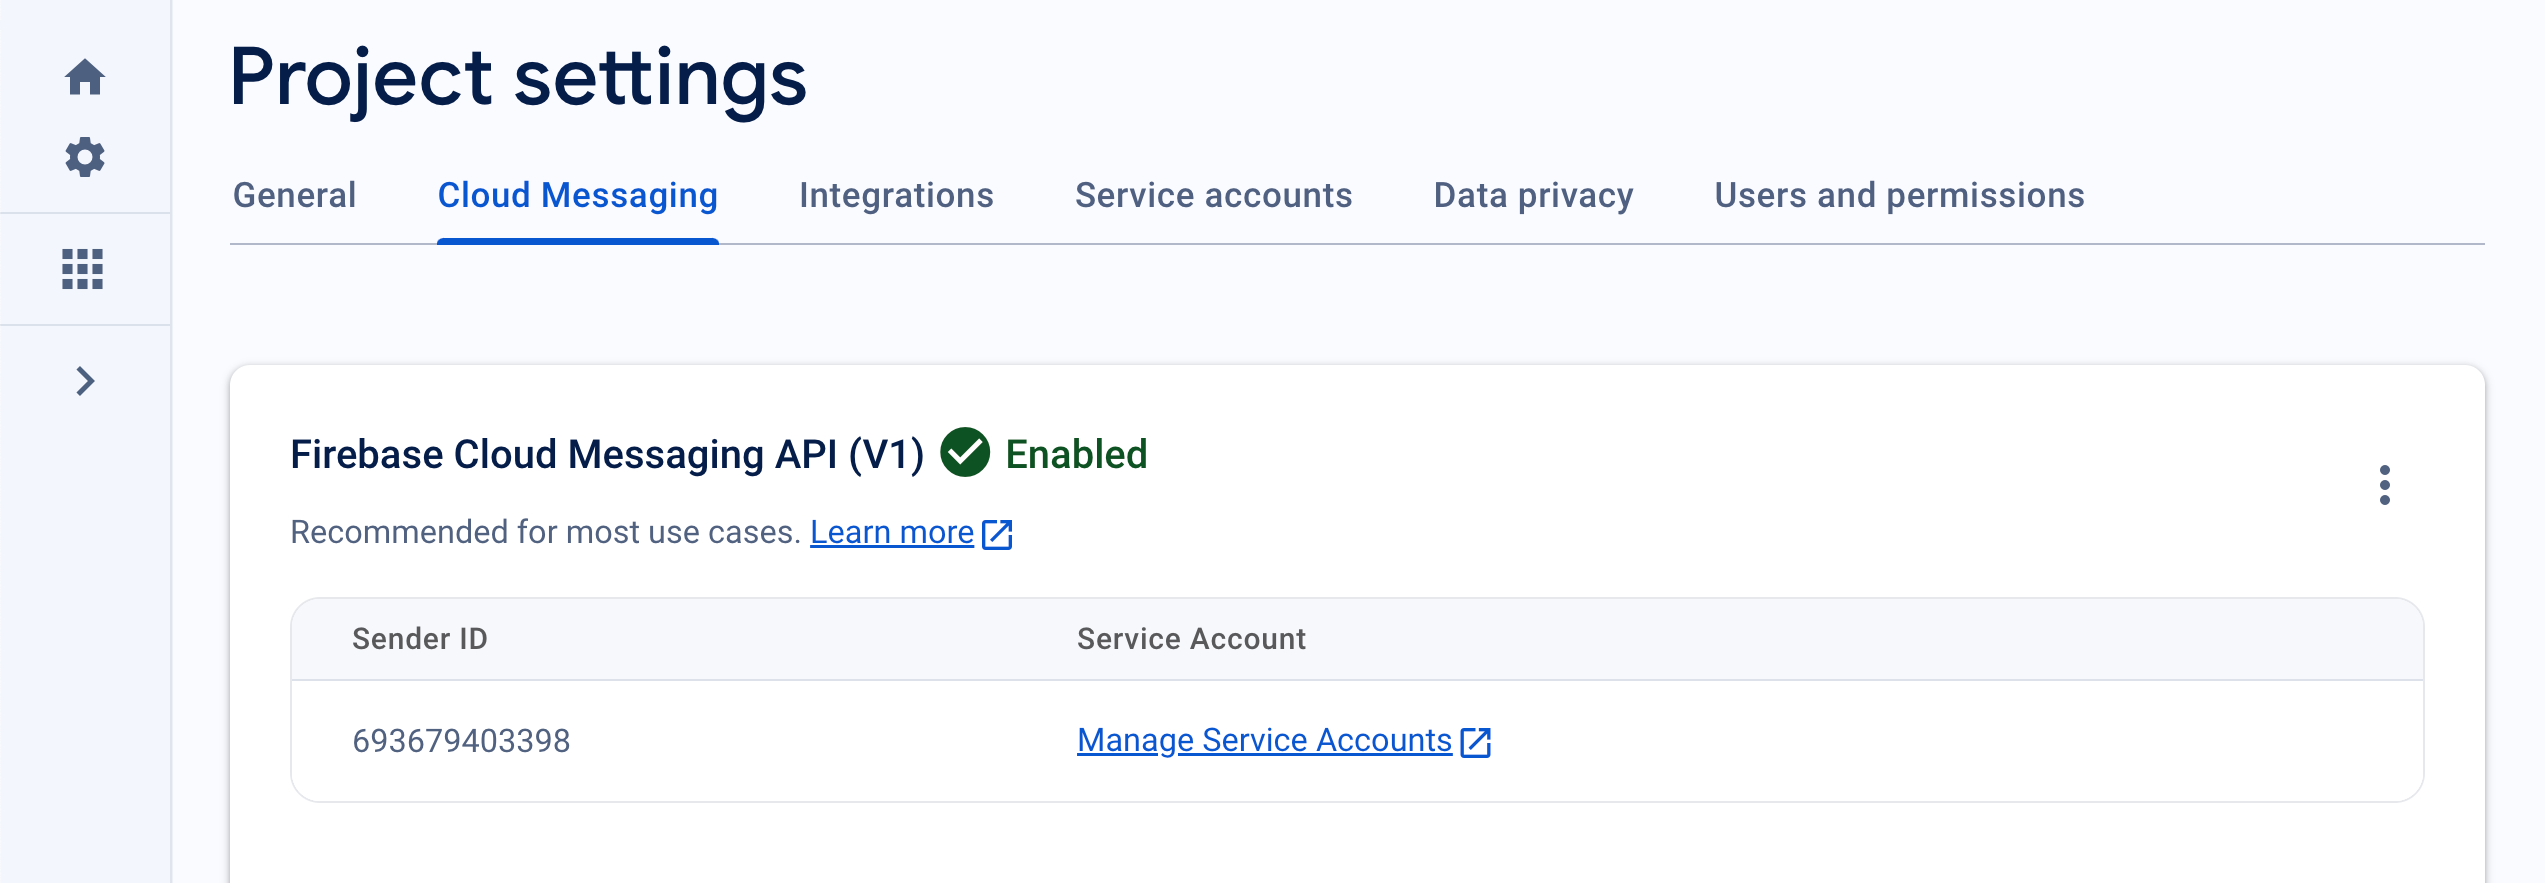 Project settings
General Cloud Messaging Integrations Service accounts Data privacy Users and permissions
Firebase Cloud Messaging API (V1) Enabled
Recommended for most use cases. Learn more
Sender ID Service Account
693679403398 Manage Service Accounts